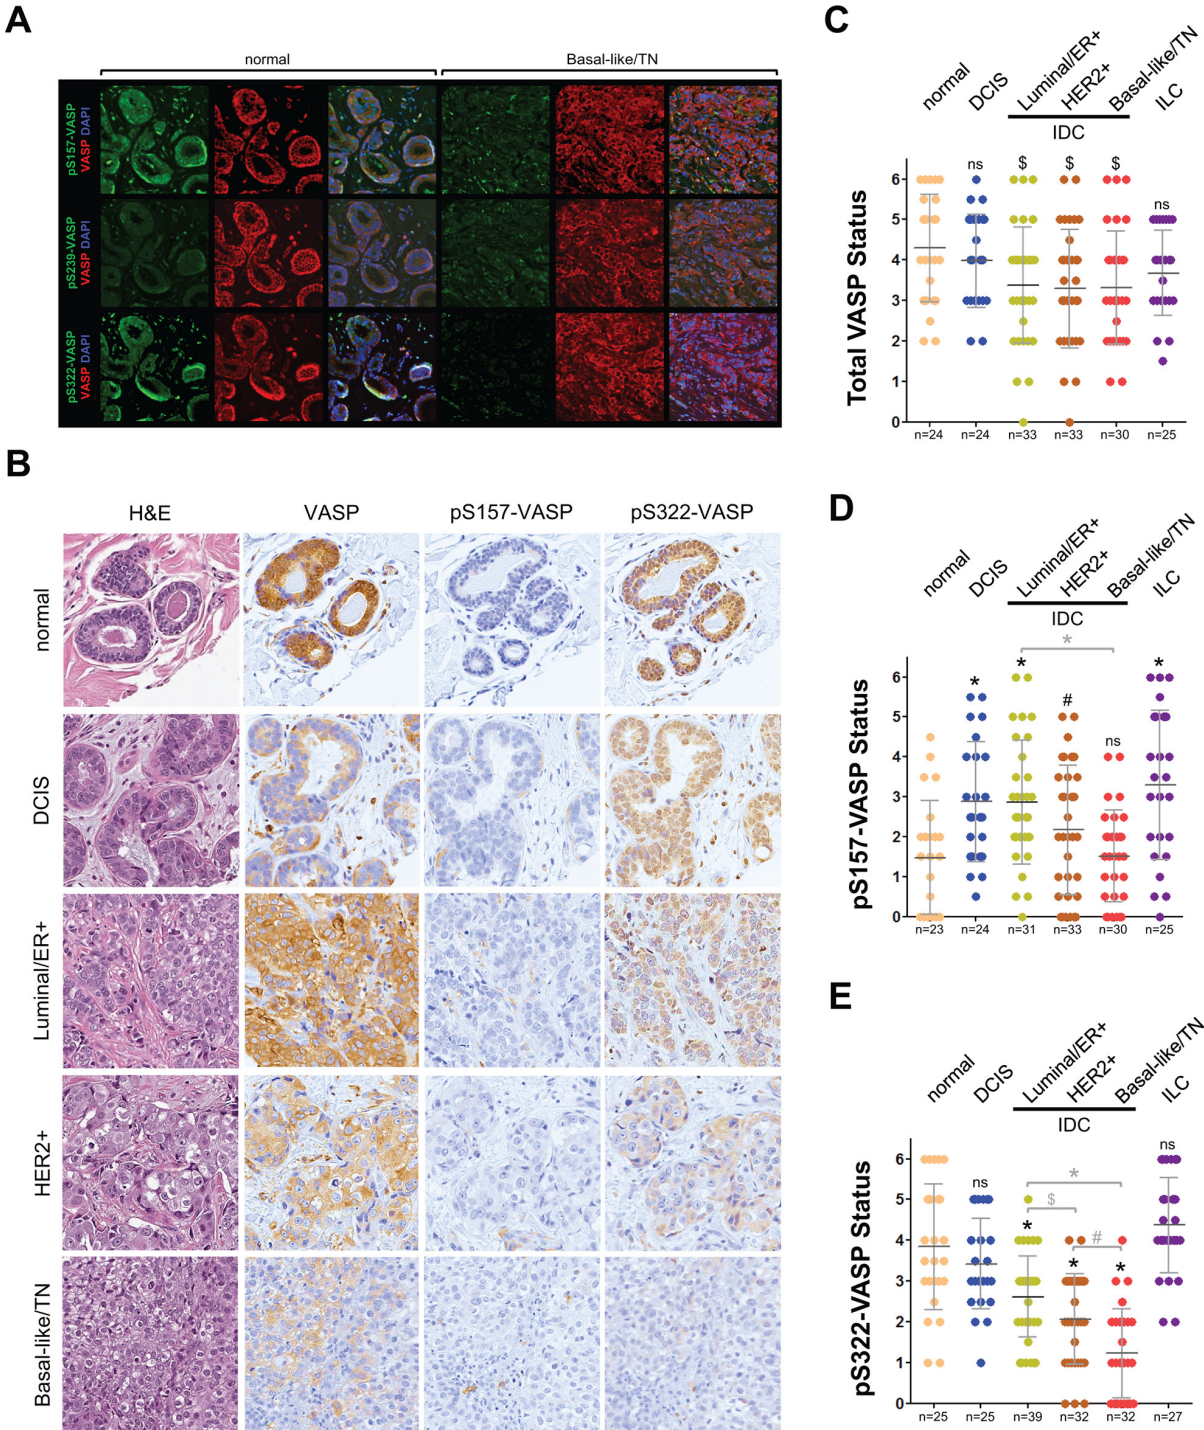 A
normal
Basal-like/TN
pS157-VASP
VASP DAPI
pS239-VASP
VASP DAPI
pS322-VASP
VASP DAPI
B
H&E
VASP
pS157-VASP
pS322-VASP
normal
DCIS
Luminal/ER+
HER2+
Basal-like/TN
C
normal
DCIS
Luminal/ER+
HER2+
Basal-like/TN
ILC
IDC
Total VASP Status
ns
$
$
$
ns
6
5
4
3
2
1
0
n=24
n=24
n=33
n=33
n=30
n=25
D
normal
DCIS
Luminal/ER+
HER2+
Basal-like/TN
ILC
IDC
pS157-VASP Status
*
*
*
#
ns
*
6
5
4
3
2
1
0
n=23
n=24
n=31
n=33
n=30
n=25
E
normal
DCIS
Luminal/ER+
HER2+
Basal-like/TN
ILC
IDC
pS322-VASP Status
ns
*
$
#
*
*
*
ns
6
5
4
3
2
1
0
n=25
n=25
n=39
n=32
n=32
n=27